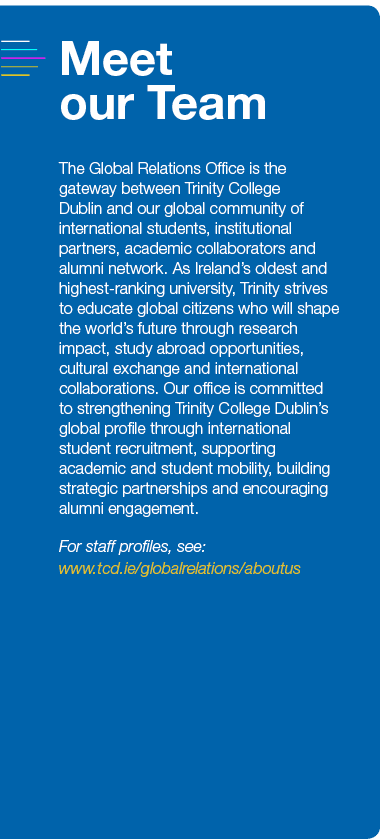 Meet
our Team
The Global Relations Office is the
gateway between Trinity College
Dublin and our global community of
international students, institutional
partners, academic collaborators and
alumni network. As Ireland's oldest and
highest-ranking university, Trinity strives
to educate global citizens who will shape
the world's future through research
impact, study abroad opportunities,
cultural exchange and international
collaborations. Our office is committed
to strengthening Trinity College Dublin's
global profile through international
student recruitment, supporting
academic and student mobility, building
strategic partnerships and encouraging
alumni engagement.
For staff profiles, see:
www.tcd.ie/globalrelations/aboutus